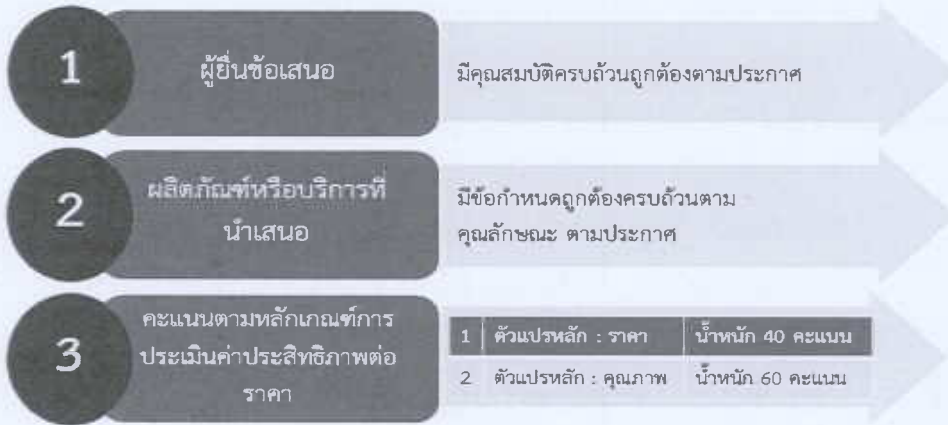 1
ผู้ยื่นข้อเสนอ
มีคุณสมบัติครบถ้วนถูกต้องตามประกาศ
2
ผลิตภัณฑ์หรือบริการที่
นำเสนอ
มีข้อกำหนดถูกต้องครบถ้วนตาม
คุณลักษณะ ตามประกาศ
3
คะแนนตามหลักเกณฑ์การ
ประเมินค่าประสิทธิภาพต่อ
ราคา
1 ตัวแปรหลัก : ราคา น้ำหนัก 40 คะแนน
2 ตัวแปรหลัก : คุณภาพ น้ำหนัก 60 คะแนน